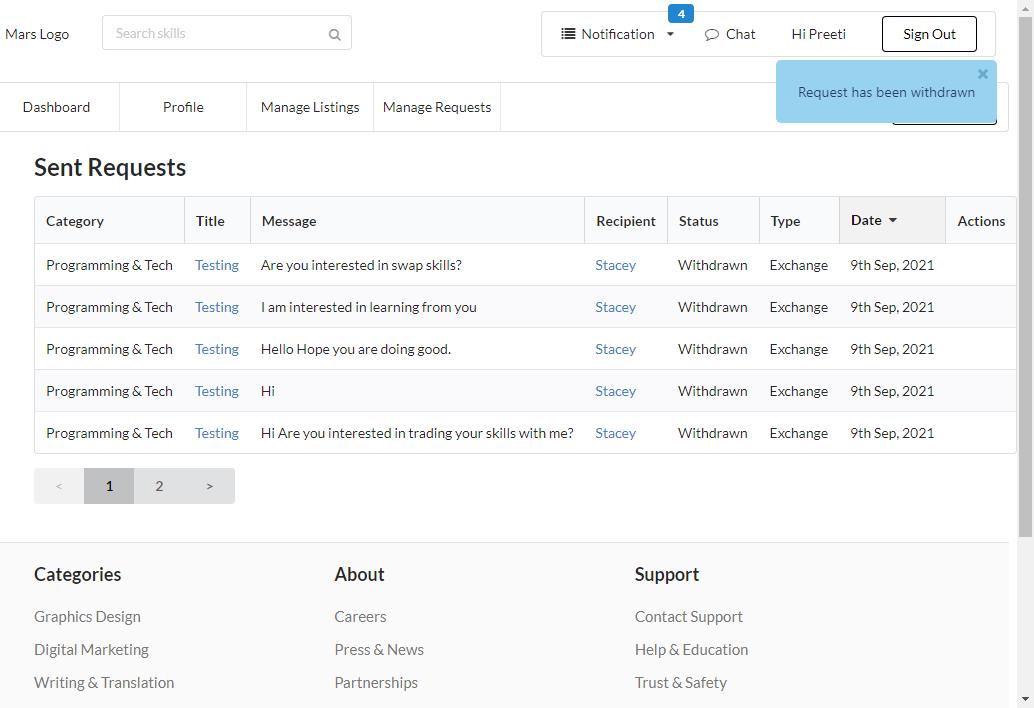 4
Mars Logo Search skills Notification Chat Hi Preeti Sign Out
Request has been withdrawn
Dashboard Profile Manage Listings Manage Requests
Sent Requests
Category Title Message Recipient Status Type Date Actions
Programming & Tech Testing Are you interested in swap skills? Stacey Withdrawn Exchange 9th Sep, 2021
Programming & Tech Testing I am interested in learning from you Stacey Withdrawn Exchange 9th Sep, 2021
Programming & Tech Testing Hello Hope you are doing good. Stacey Withdrawn Exchange 9th Sep, 2021
Programming & Tech Testing Hi Stacey Withdrawn Exchange 9th Sep, 2021
Programming & Tech Testing Hi Are you interested in trading your skills with me? Stacey Withdrawn Exchange 9th Sep, 2021
< 1 2 >
Categories About Support
Graphics Design Careers Contact Support
Digital Marketing Press & News Help & Education
Writing & Translation Partnerships Trust & Safety